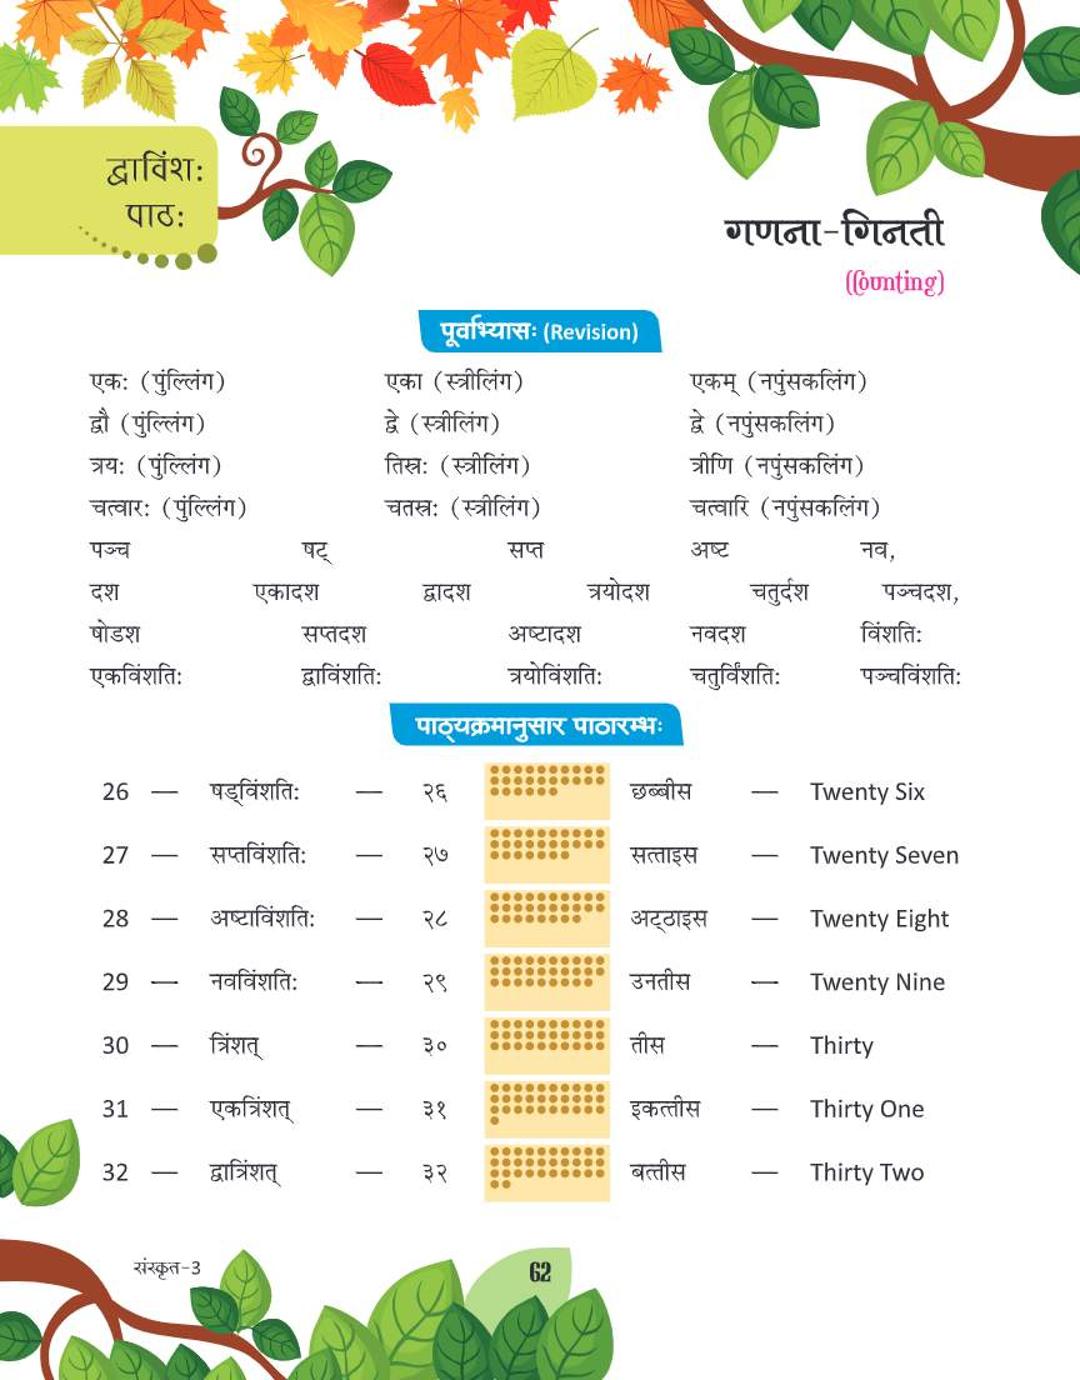 द्वाविंश:
पाठ:
गणना-गिनती
(Counting)
पूर्वाभ्यासः (Revision)
एक: (पुंल्लिंग) एका (स्त्रीलिंग) एकम् (नपुंसकलिंग)
द्वौ (पुंल्लिंग) द्वे (स्त्रीलिंग) द्वे (नपुंसकलिंग)
त्रय: (पुंल्लिंग) तिस्त्र: (स्त्रीलिंग) त्रीणि (नपुंसकलिंग)
चत्वार: (पुंल्लिंग) चतस्त्र: (स्त्रीलिंग) चत्वारि (नपुंसकलिंग)
पञ्च षट् सप्त अष्ट नव,
दश एकादश द्वादश त्रयोदश चतुर्दश पञ्चदश,
षोडश सप्तदश अष्टादश नवदश विंशति:
एकविंशति: द्वाविंशति: त्रयोविंशति: चतुर्विंशति: पञ्चविंशति:
पाठ्यक्रमानुसार पाठारम्भः
26 — षड्विंशति: — २६ छब्बीस — Twenty Six
27 — सप्तविंशति: — २७ सत्ताइस — Twenty Seven
28 — अष्टाविंशति: — २८ अट्ठाइस — Twenty Eight
29 — नवविंशति: — २९ उनतीस — Twenty Nine
30 — त्रिंशत् — ३० तीस — Thirty
31 — एकत्रिंशत् — ३१ इकत्तीस — Thirty One
32 — द्वात्रिंशत् — ३२ बत्तीस — Thirty Two
संस्कृत-3 62